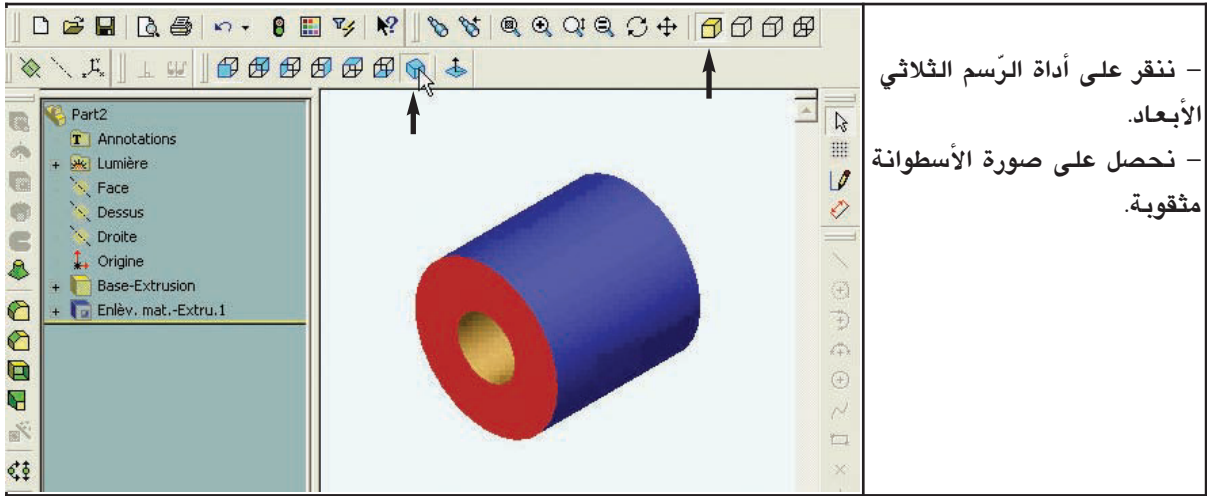 Part2
Annotations
Lumière
Face
Dessus
Droite
Origine
Base-Extrusion
Enlèv. mat.-Extru.1
– ننقر على أداة الرّسم الثلاثي
الأبعاد.
– نحصل على صورة الأسطوانة
مثقوبة.